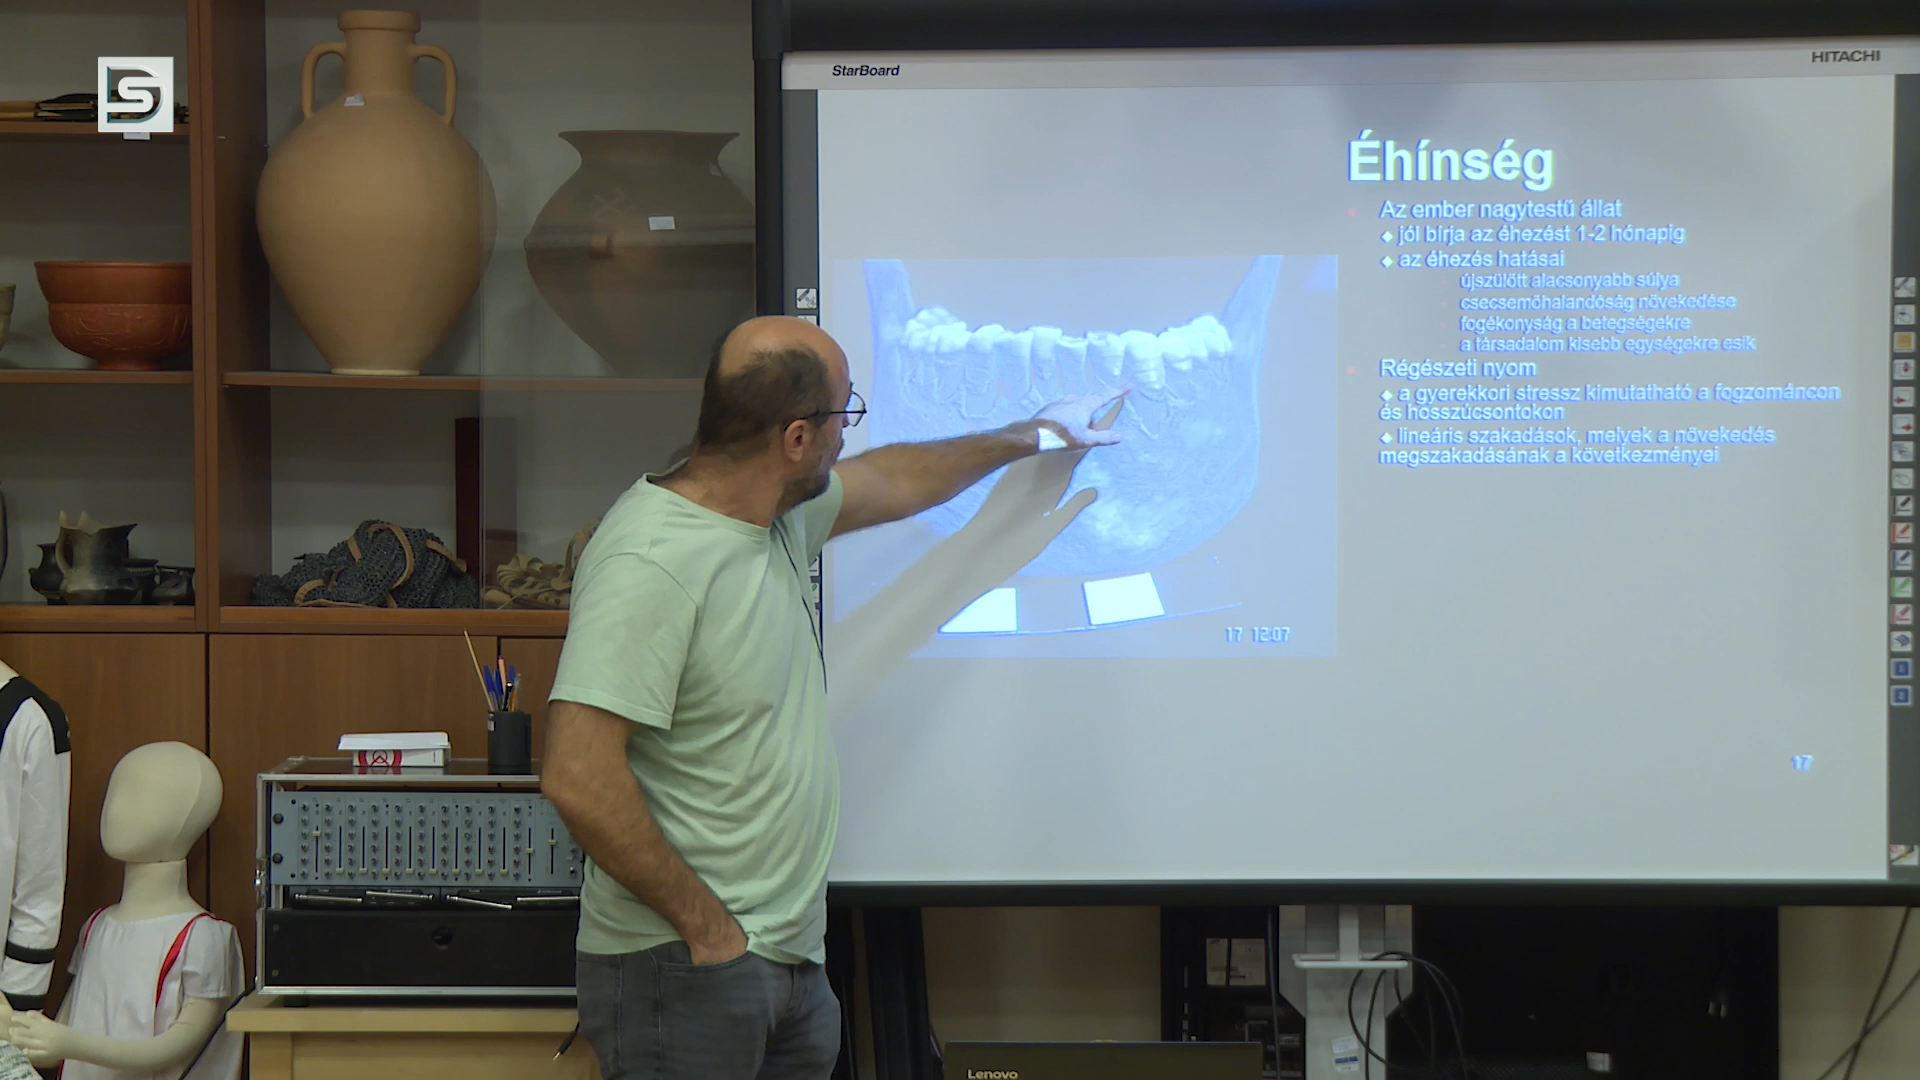 StarBoard
HITACHI
Éhínség
Az ember nagytestű állat
jól bírja az éhezést 1-2 hónapig
az éhezés hatásai
újszülött alacsonyabb súlya
csecsemőhalandóság növekedése
fogékonyság a betegségekre
a társadalom kisebb egységekre esik
Régészeti nyom
a gyerekkori stressz kimutatható a fogzománcon
és hosszúcsontokon
lineáris szakadások, melyek a növekedés
megszakadásának a következményei
17 12:07
17
Lenovo